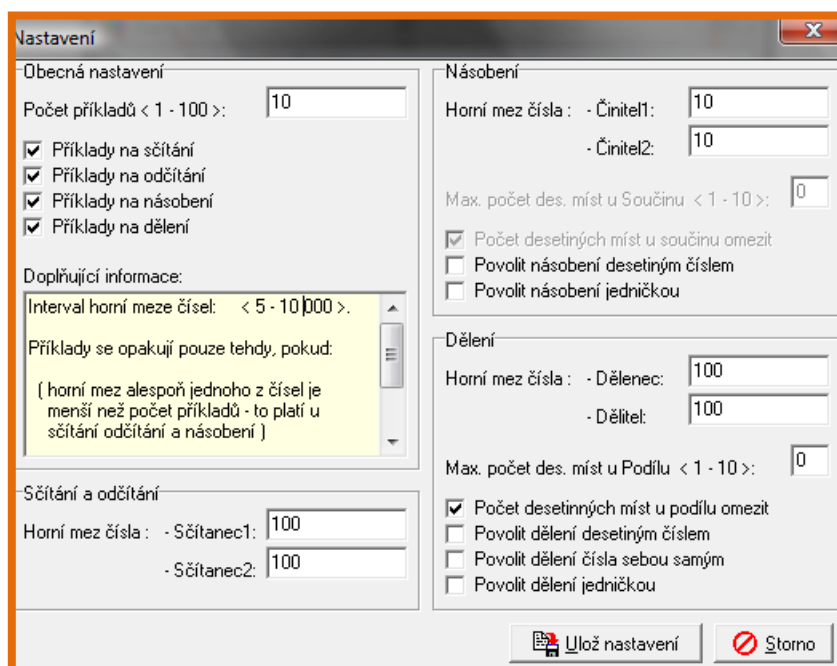 Nastavení
Obecná nastavení
Počet příkladů < 1 - 100 >: 10
Příklady na sčítání
Příklady na odčítání
Příklady na násobení
Příklady na dělení
Doplňující informace:
Interval horní meze čísel: < 5 - 10 000 >.
Příklady se opakují pouze tehdy, pokud:
( horní mez alespoň jednoho z čísel je
menší než počet příkladů - to platí u
sčítání odčítání a násobení )
Sčítání a odčítání
Horní mez čísla : - Sčítanec1: 100
- Sčítanec2: 100
Násobení
Horní mez čísla : - Činitel1: 10
- Činitel2: 10
Max. počet des. míst u Součinu < 1 - 10 >: 0
Počet desetiných míst u součinu omezit
Povolit násobení desetiným číslem
Povolit násobení jedničkou
Dělení
Horní mez čísla : - Dělenec: 100
- Dělitel: 100
Max. počet des. míst u Podílu < 1 - 10 >: 0
Počet desetinných míst u podílu omezit
Povolit dělení desetiným číslem
Povolit dělení čísla sebou samým
Povolit dělení jedničkou
Ulož nastavení
Storno